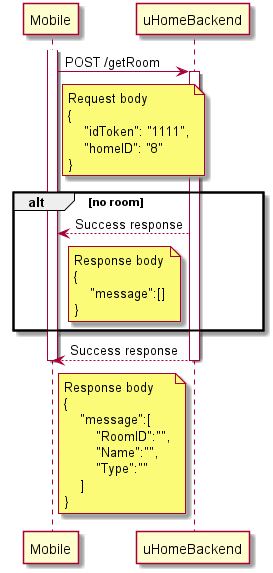 Mobile
uHomeBackend
POST /getRoom
Request body
{
"idToken": "1111",
"homeID": "8"
}
alt
[no room]
Success response
Response body
{
"message":[]
}
Success response
Response body
{
"message":[
"RoomID":"",
"Name":"",
"Type":""
]
}
Mobile
uHomeBackend